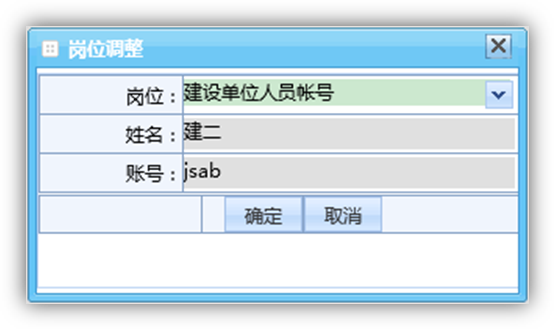 岗位调整
岗位：建设单位人员帐号
姓名：建二
账号：jsab
确定 取消